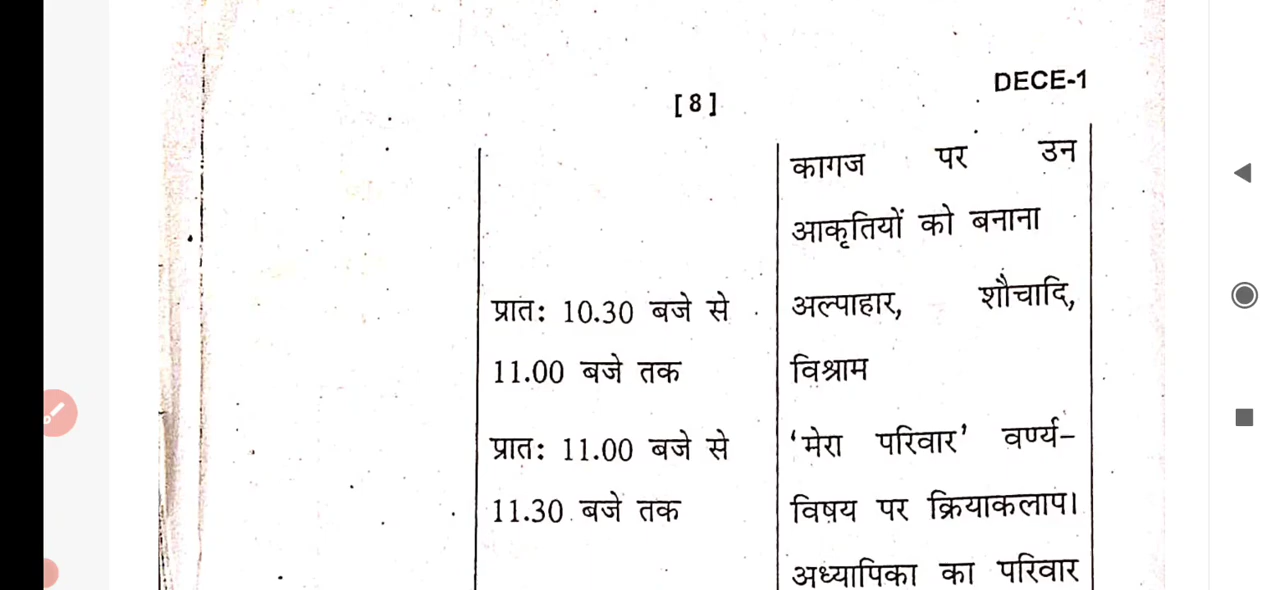 DECE-1
[ 8 ]
कागज पर उन
आकृतियों को बनाना
प्रातः 10.30 बजे से अल्पाहार, शौचादि,
11.00 बजे तक विश्राम
प्रातः 11.00 बजे से ‘मेरा परिवार’ वर्ण्य-
11.30 बजे तक विषय पर क्रियाकलाप।
अध्यापिका का परिवार